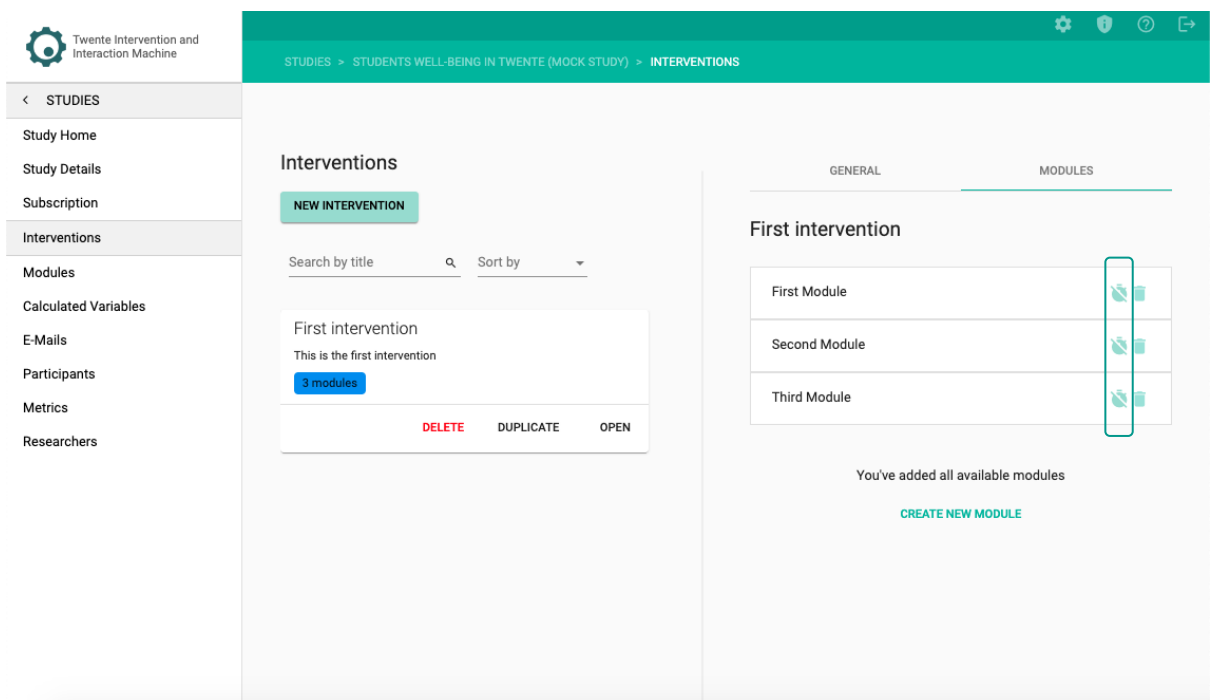 Twente Intervention and
Interaction Machine
STUDIES > STUDENTS WELL-BEING IN TWENTE (MOCK STUDY) > INTERVENTIONS
< STUDIES
Study Home
Study Details
Subscription
Interventions
Modules
Calculated Variables
E-Mails
Participants
Metrics
Researchers
Interventions
NEW INTERVENTION
Search by title
Sort by
First intervention
This is the first intervention
3 modules
DELETE DUPLICATE OPEN
GENERAL MODULES
First intervention
First Module
Second Module
Third Module
You've added all available modules
CREATE NEW MODULE